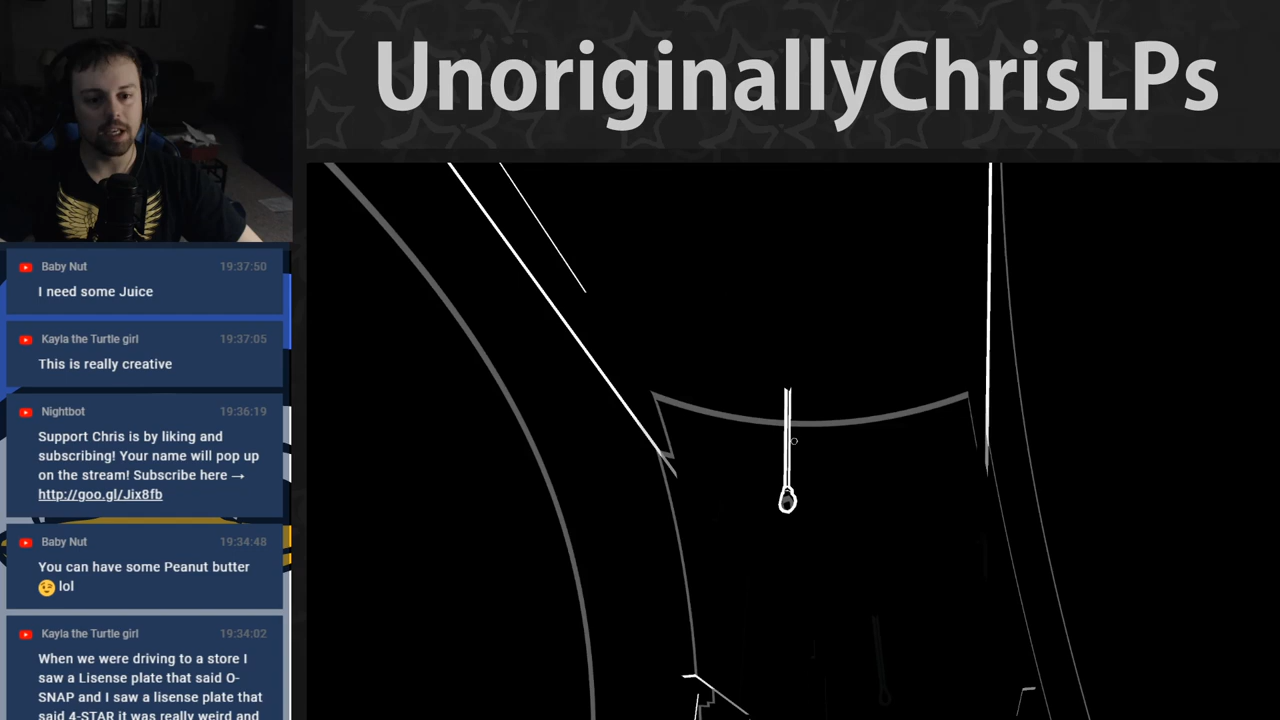 UnoriginallyChrisLPs
Baby Nut 19:37:50
I need some Juice
Kayla the Turtle girl 19:37:05
This is really creative
Nightbot 19:36:19
Support Chris is by liking and
subscribing! Your name will pop up
on the stream! Subscribe here →
http://goo.gl/Jix8fb
Baby Nut 19:34:48
You can have some Peanut butter
😉 lol
Kayla the Turtle girl 19:34:02
When we were driving to a store I
saw a Lisense plate that said O-
SNAP and I saw a lisense plate that
said 4-STAR it was really weird and